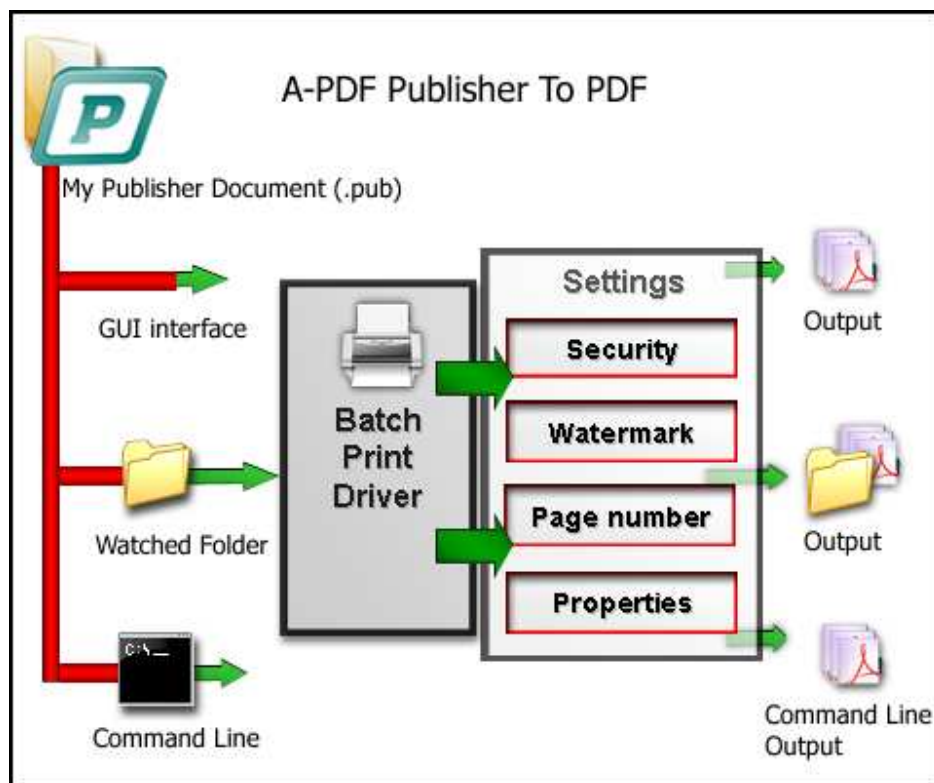 A-PDF Publisher To PDF
P
My Publisher Document (.pub)
GUI interface
Watched Folder
C:\
Command Line
Batch
Print
Driver
Settings
Security
Watermark
Page number
Properties
Output
Output
Command Line
Output